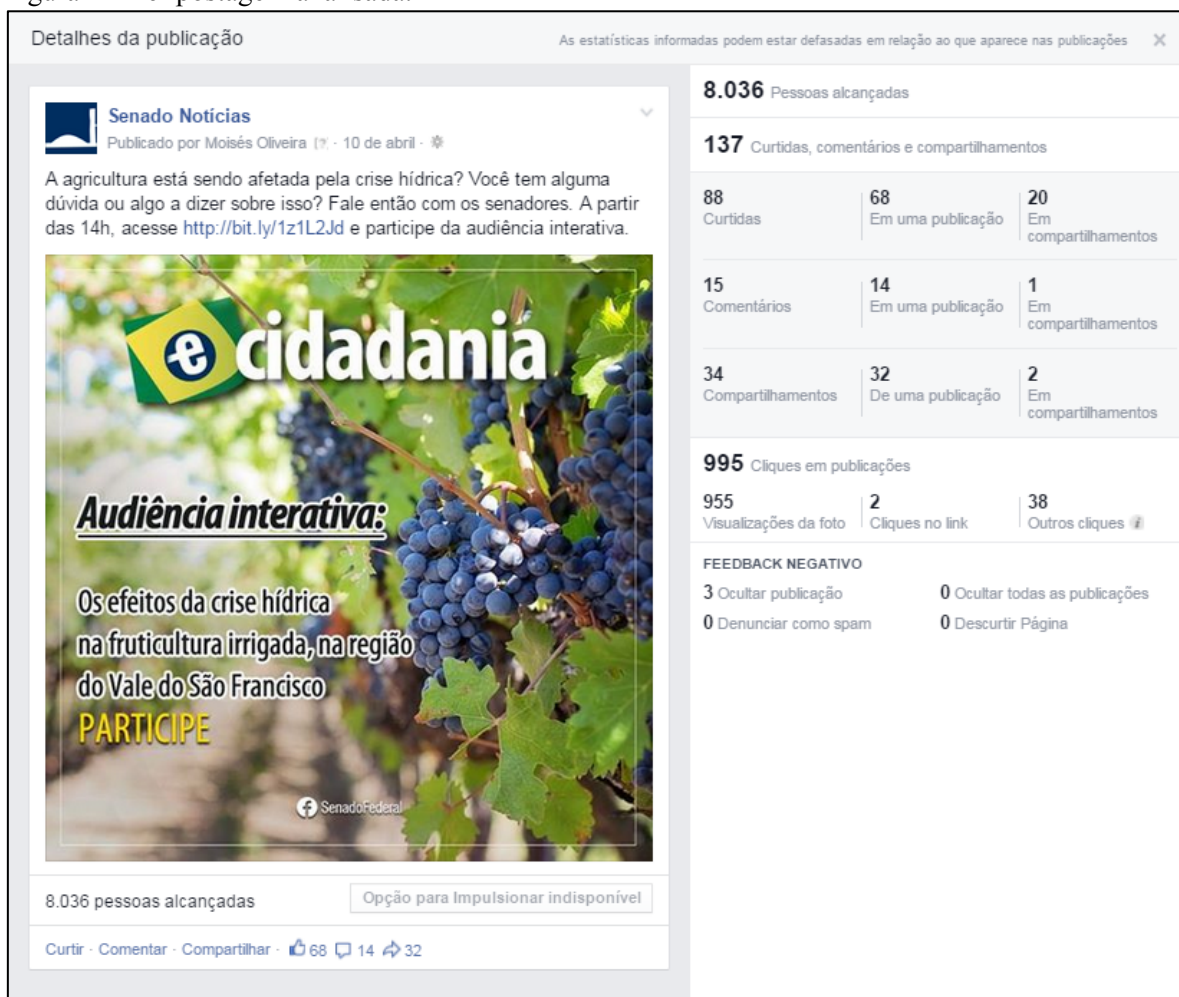 Detalhes da publicação
As estatísticas informadas podem estar defasadas em relação ao que aparece nas publicações
Senado Notícias
Publicado por Moisés Oliveira [?] · 10 de abril ·
A agricultura está sendo afetada pela crise hídrica? Você tem alguma
dúvida ou algo a dizer sobre isso? Fale então com os senadores. A partir
das 14h, acesse http://bit.ly/1z1L2Jd e participe da audiência interativa.
e cidadania
Audiência interativa:
Os efeitos da crise hídrica
na fruticultura irrigada, na região
do Vale do São Francisco
PARTICIPE
SenadoFederal
8.036 pessoas alcançadas
Opção para Impulsionar indisponível
Curtir · Comentar · Compartilhar · 68 14 32
8.036 Pessoas alcançadas
137 Curtidas, comentários e compartilhamentos
88
Curtidas
68
Em uma publicação
20
Em
compartilhamentos
15
Comentários
14
Em uma publicação
1
Em
compartilhamentos
34
Compartilhamentos
32
De uma publicação
2
Em
compartilhamentos
995 Cliques em publicações
955
Visualizações da foto
2
Cliques no link
38
Outros cliques i
FEEDBACK NEGATIVO
3 Ocultar publicação
0 Ocultar todas as publicações
0 Denunciar como spam
0 Descurtir Página